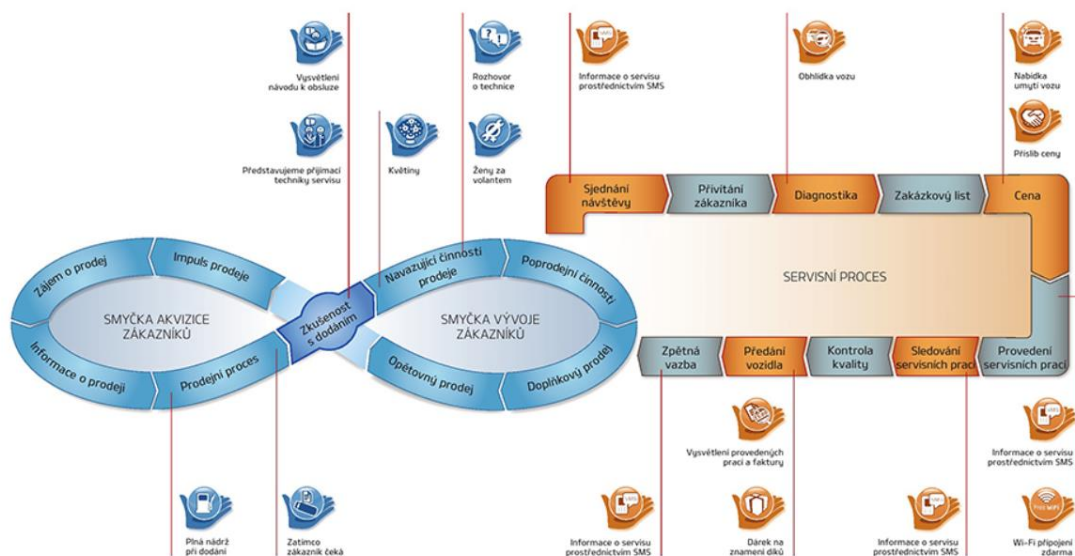 Vysvětlení
návodu k obsluze
Rozhovor
o technice
Informace o servisu
prostřednictvím SMS
Obhlídka vozu
Nabídka
umytí vozu
Představujeme přijímací
techniky servisu
Květiny
Ženy za
volantem
Příslib ceny
Sjednání
návštěvy
Přivítání
zákazníka
Diagnostika
Zakázkový list
Cena
Zájem o prodej
Impuls prodeje
Navazující činnosti
prodeje
Poprodejní činnosti
SERVISNÍ PROCES
SMYČKA AKVIZICE
ZÁKAZNÍKŮ
Zkušenost
s dodáním
SMYČKA VÝVOJE
ZÁKAZNÍKŮ
Informace o prodeji
Prodejní proces
Opětovný prodej
Doplňkový prodej
Zpětná
vazba
Předání
vozidla
Kontrola
kvality
Sledování
servisních prací
Provedení
servisních prací
Vysvětlení provedených
prací a faktury
Informace o servisu
prostřednictvím SMS
Plná nádrž
při dodání
Zatímco
zákazník čeká
Informace o servisu
prostřednictvím SMS
Dárek na
znamení díků
Informace o servisu
prostřednictvím SMS
Wi-Fi připojení
zdarma